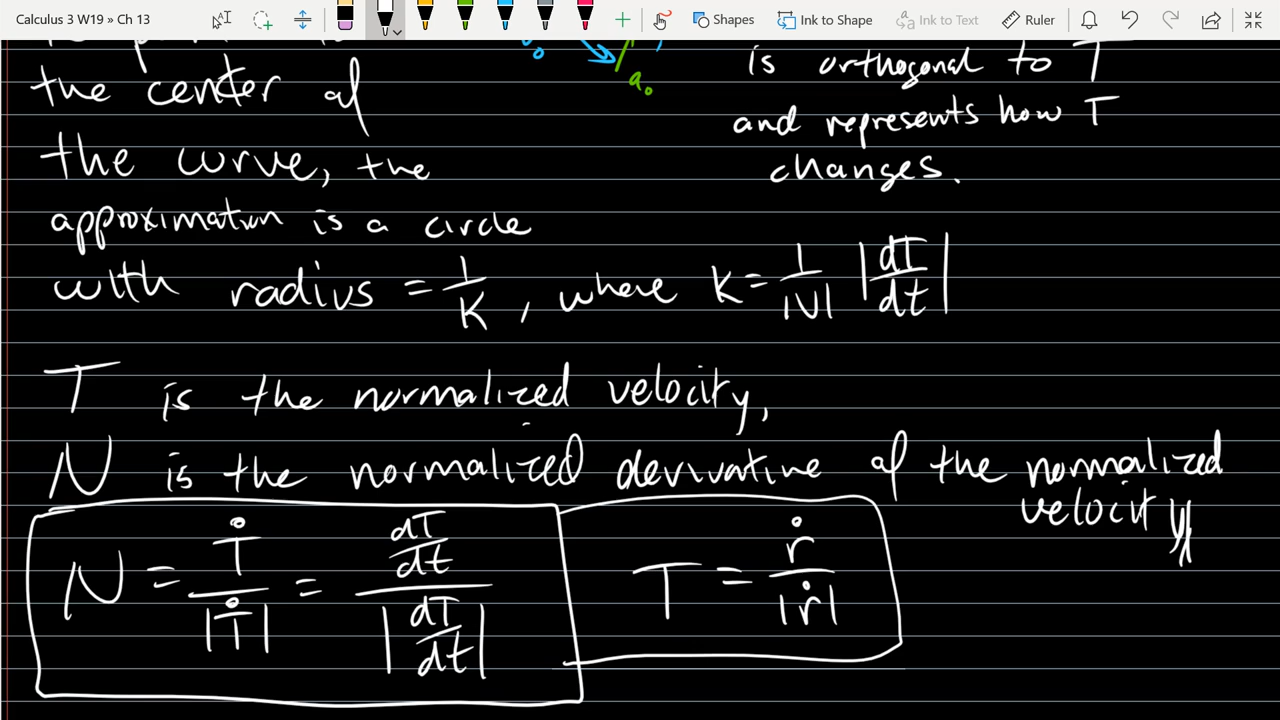 Calculus 3 W19 » Ch 13
Shapes
Ink to Shape
Ink to Text
Ruler
the center of
the curve, the
approximation is a circle
with radius = 1/K, where K = 1/|V| |dT/dt|
v₀
a₀
is orthogonal to T
and represents how T
changes.
T is the normalized velocity,
N is the normalized derivative of the normalized
velocity
N = Ṫ/|Ṫ| = dT/dt / |dT/dt|
T = ṙ/|ṙ|